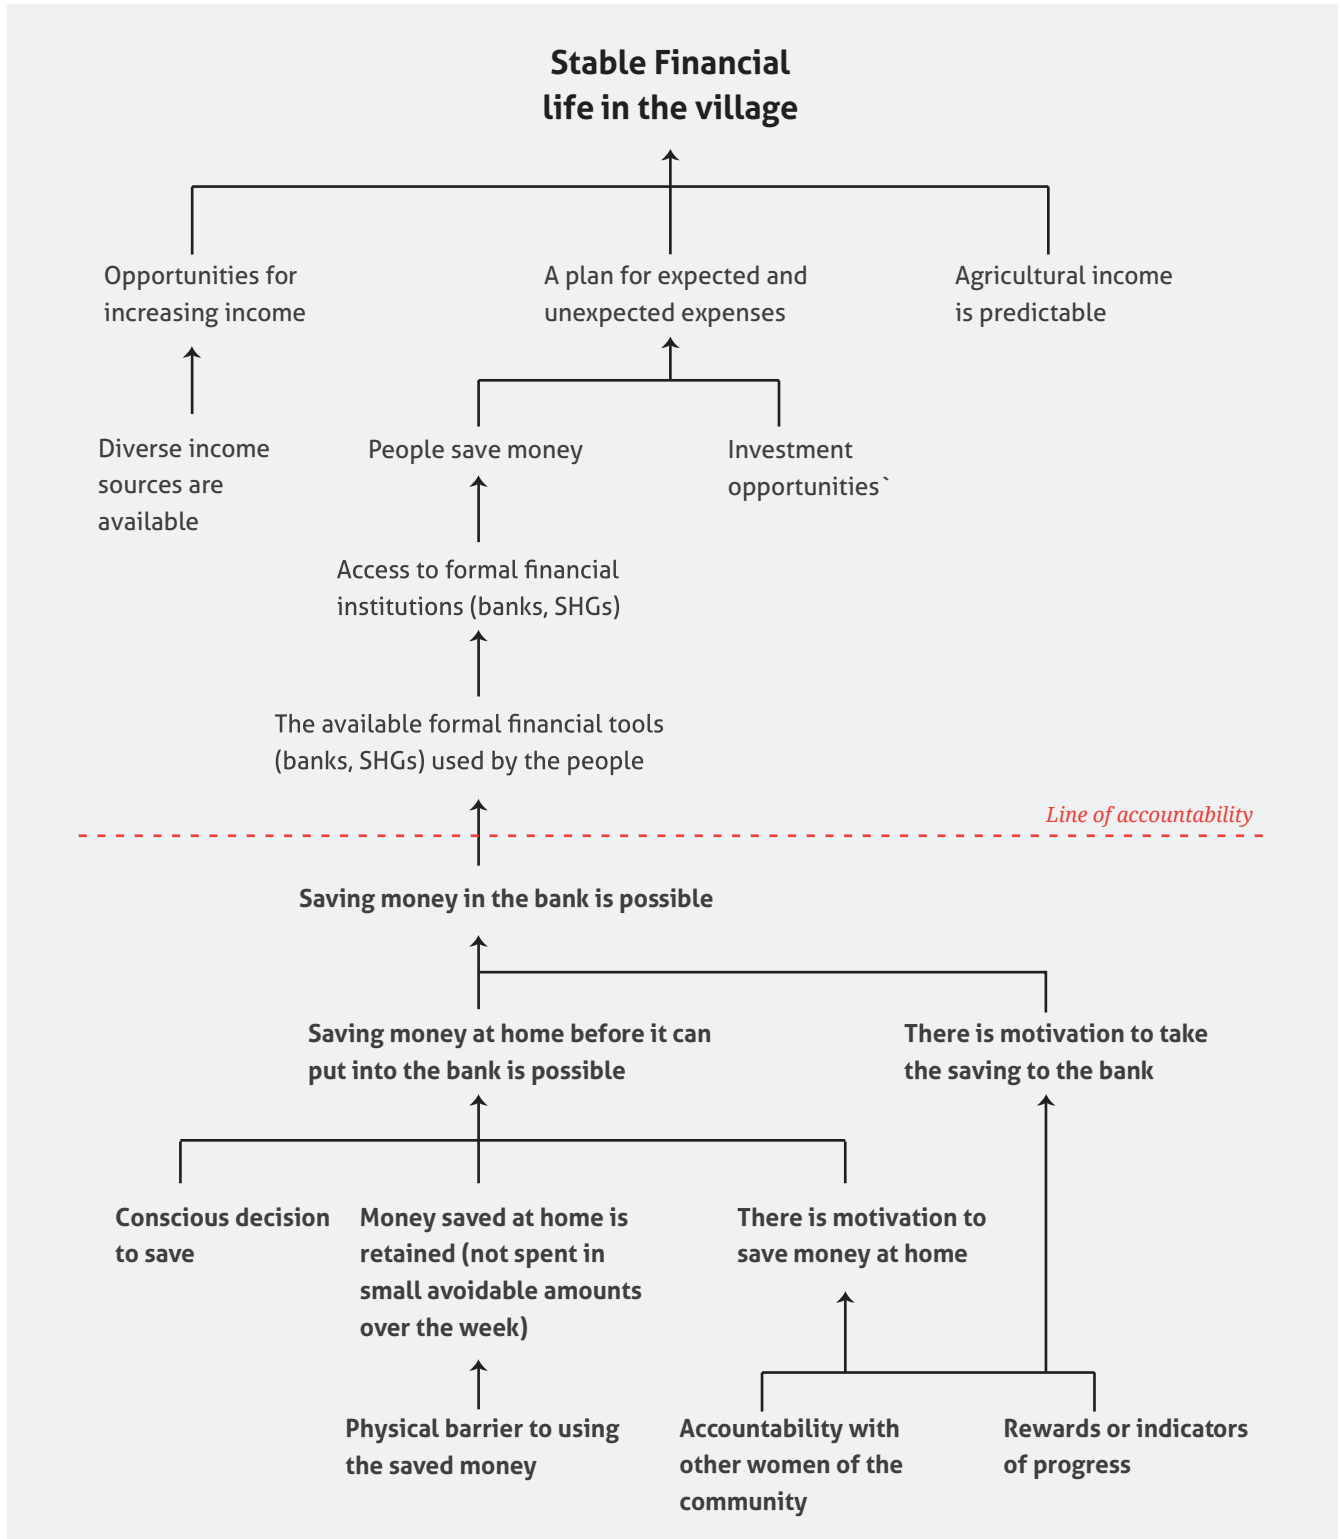 Stable Financial
life in the village
Opportunities for
increasing income
A plan for expected and
unexpected expenses
Agricultural income
is predictable
Diverse income
sources are
available
People save money
Investment
opportunities`
Access to formal financial
institutions (banks, SHGs)
The available formal financial tools
(banks, SHGs) used by the people
Line of accountability
Saving money in the bank is possible
Saving money at home before it can
put into the bank is possible
There is motivation to take
the saving to the bank
Conscious decision
to save
Money saved at home is
retained (not spent in
small avoidable amounts
over the week)
There is motivation to
save money at home
Physical barrier to using
the saved money
Accountability with
other women of the
community
Rewards or indicators
of progress